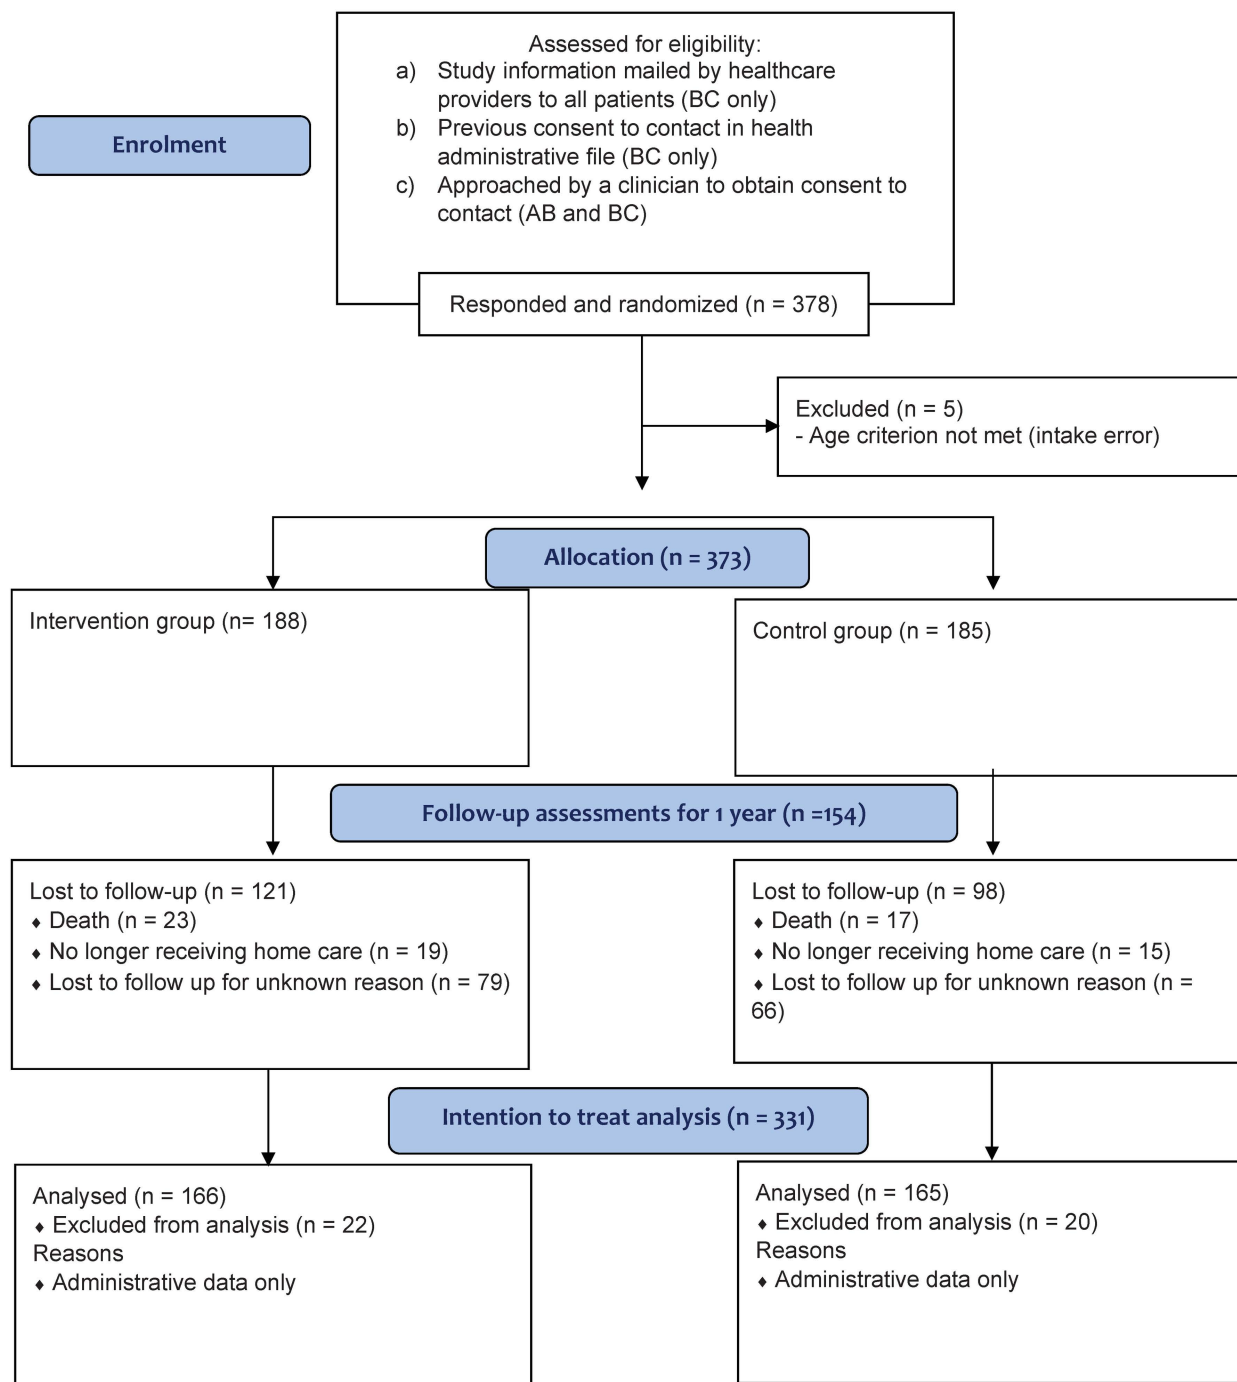 Assessed for eligibility:
a) Study information mailed by healthcare
providers to all patients (BC only)
b) Previous consent to contact in health
administrative file (BC only)
c) Approached by a clinician to obtain consent to
contact (AB and BC)
Enrolment
Responded and randomized (n = 378)
Excluded (n = 5)
- Age criterion not met (intake error)
Allocation (n = 373)
Intervention group (n= 188)
Control group (n = 185)
Follow-up assessments for 1 year (n =154)
Lost to follow-up (n = 121)
♦ Death (n = 23)
♦ No longer receiving home care (n = 19)
♦ Lost to follow up for unknown reason (n = 79)
Lost to follow-up (n = 98)
♦ Death (n = 17)
♦ No longer receiving home care (n = 15)
♦ Lost to follow up for unknown reason (n =
66)
Intention to treat analysis (n = 331)
Analysed (n = 166)
♦ Excluded from analysis (n = 22)
Reasons
♦ Administrative data only
Analysed (n = 165)
♦ Excluded from analysis (n = 20)
Reasons
♦ Administrative data only